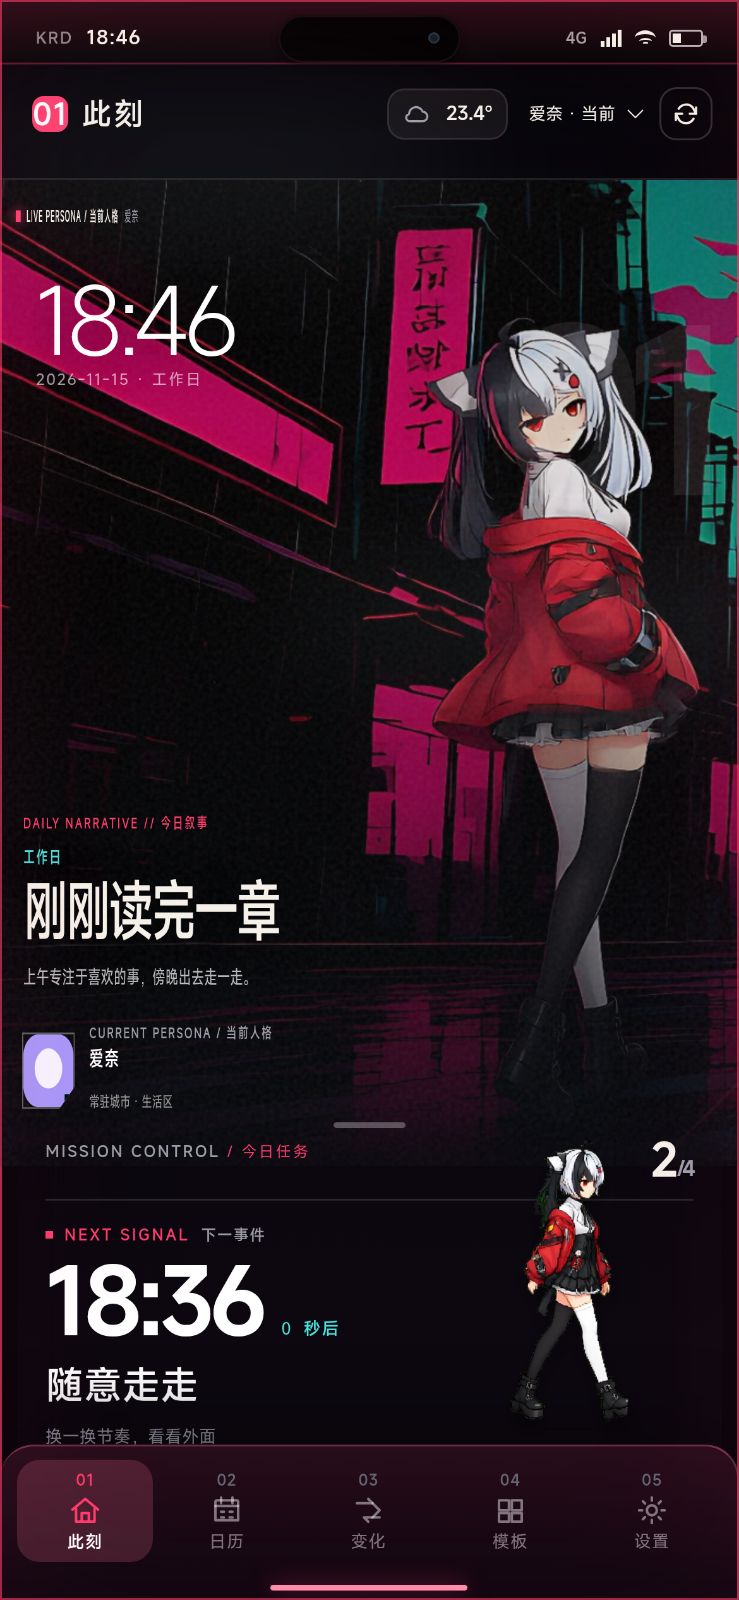 KRD 18:46 4G
01 此刻 23.4° 爱奈 · 当前
LIVE PERSONA / 当前人格 爱奈
18:46
2026-11-15 · 工作日
DAILY NARRATIVE // 今日叙事
工作日
刚刚读完一章
上午专注于喜欢的事，傍晚出去走一走。
CURRENT PERSONA / 当前人格
爱奈
常驻城市 · 生活区
MISSION CONTROL / 今日任务 2/4
NEXT SIGNAL 下一事件
18:36 0 秒后
随意走走
换一换节奏，看看外面
01 02 03 04 05
此刻 日历 变化 模板 设置